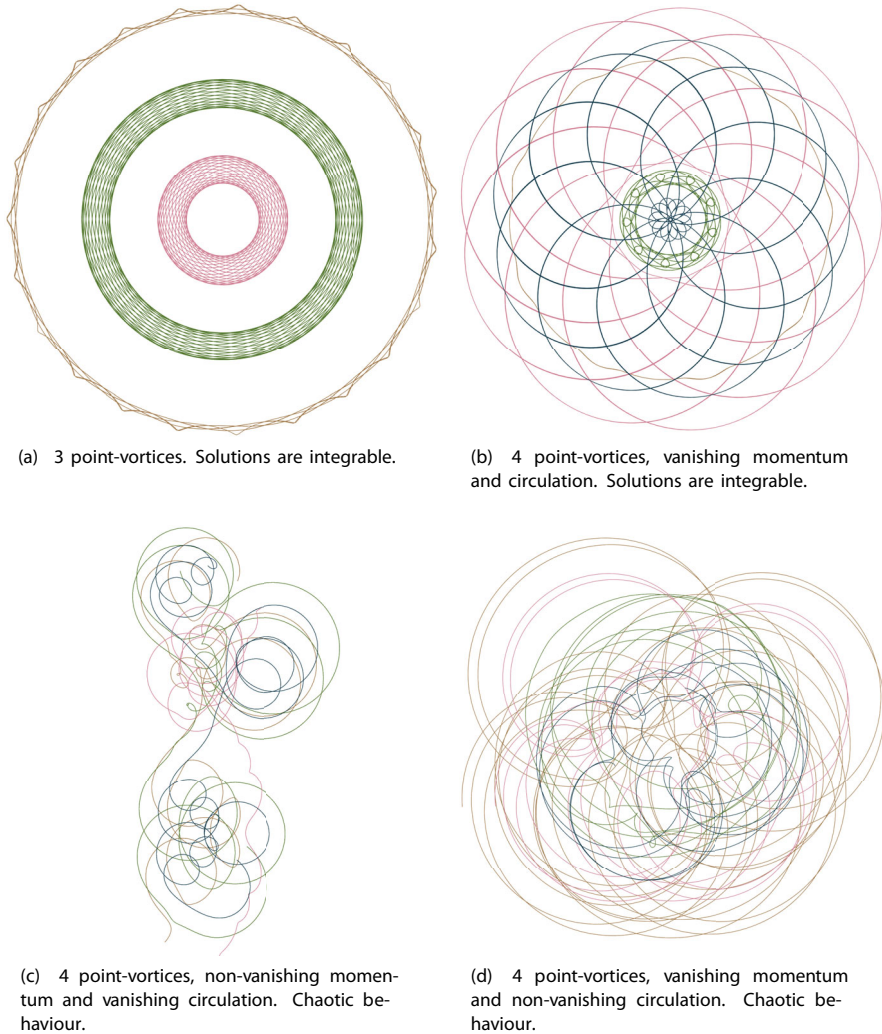 (a) 3 point-vortices. Solutions are integrable.
(b) 4 point-vortices, vanishing momentum
and circulation. Solutions are integrable.
(c) 4 point-vortices, non-vanishing momen-
tum and vanishing circulation. Chaotic be-
haviour.
(d) 4 point-vortices, vanishing momentum
and non-vanishing circulation. Chaotic be-
haviour.